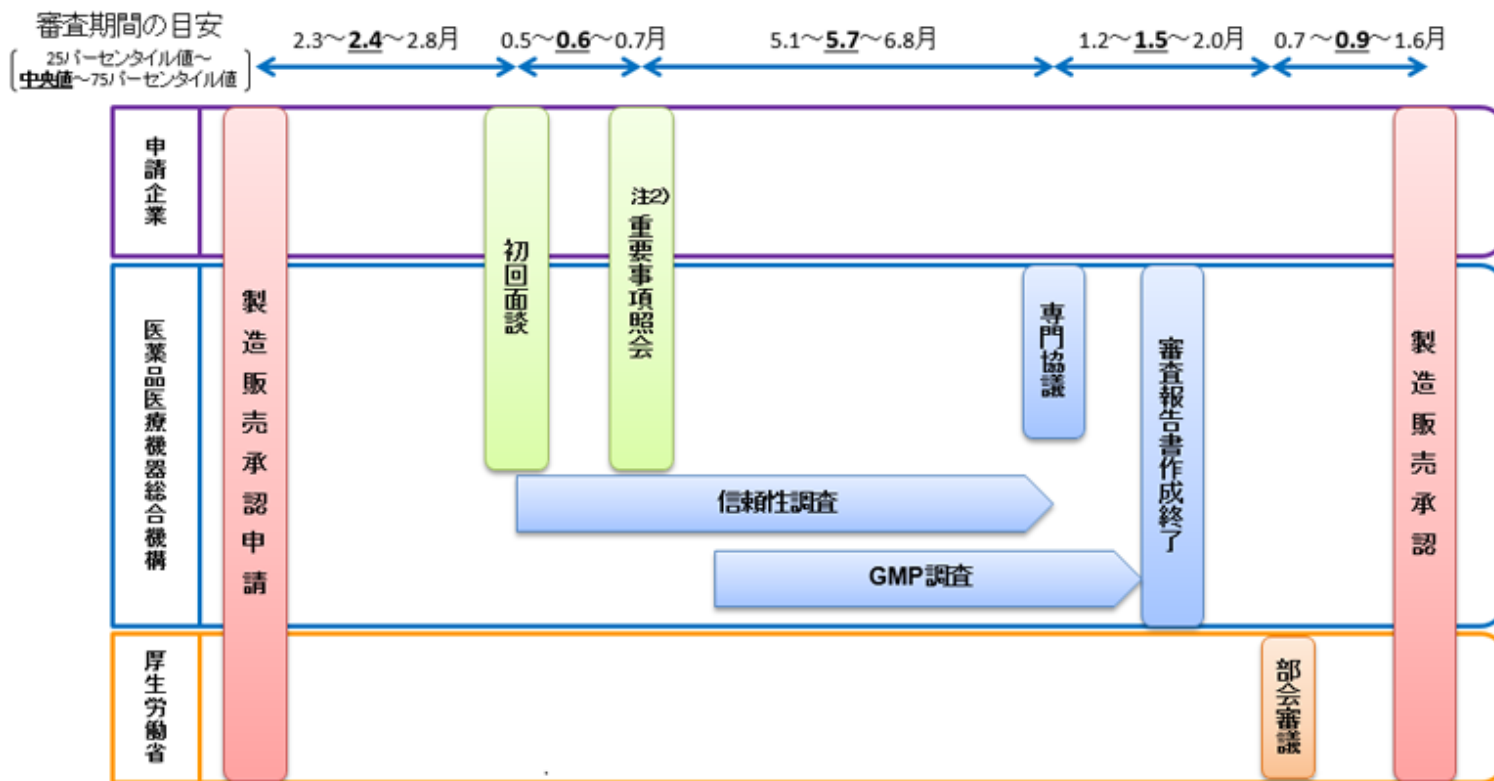 審査期間の目安
25パーセンタイル値～
中央値～75パーセンタイル値
2.3～2.4～2.8月
0.5～0.6～0.7月
5.1～5.7～6.8月
1.2～1.5～2.0月
0.7～0.9～1.6月
申請企業
医薬品医療機器総合機構
厚生労働省
製造販売承認申請
初回面談
注2)
重要事項照会
信頼性調査
GMP調査
専門協議
審査報告書作成終了
部会審議
製造販売承認